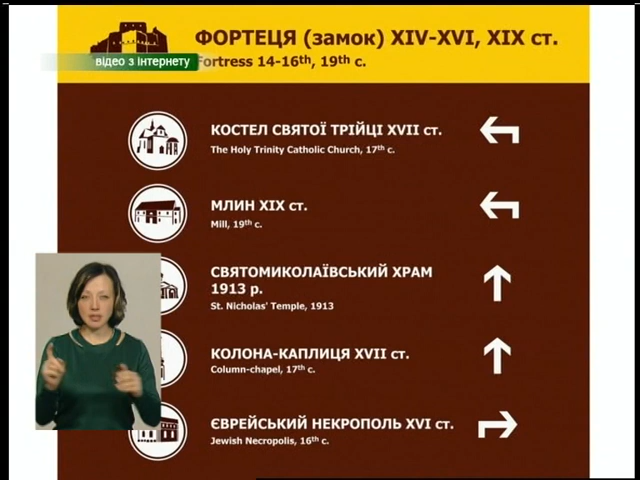 ФОРТЕЦЯ (замок) XIV-XVI, XIX ст.
відео з інтернету
Fortress 14-16th, 19th c.
КОСТЕЛ СВЯТОЇ ТРІЙЦІ XVII ст.
The Holy Trinity Catholic Church, 17th c.
МЛИН XIX ст.
Mill, 19th c.
СВЯТОМИКОЛАЇВСЬКИЙ ХРАМ
1913 р.
St. Nicholas' Temple, 1913
КОЛОНА-КАПЛИЦЯ XVII ст.
Column-chapel, 17th c.
ЄВРЕЙСЬКИЙ НЕКРОПОЛЬ XVI ст.
Jewish Necropolis, 16th c.